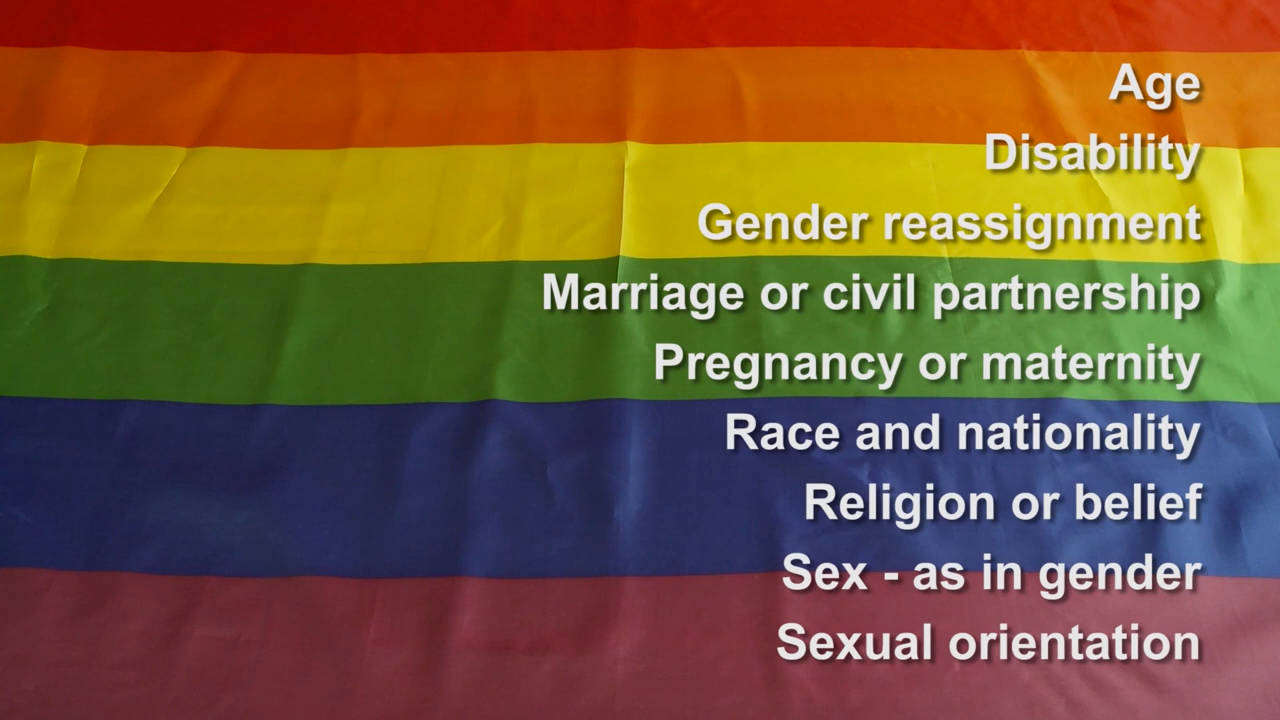 Age
Disability
Gender reassignment
Marriage or civil partnership
Pregnancy or maternity
Race and nationality
Religion or belief
Sex - as in gender
Sexual orientation